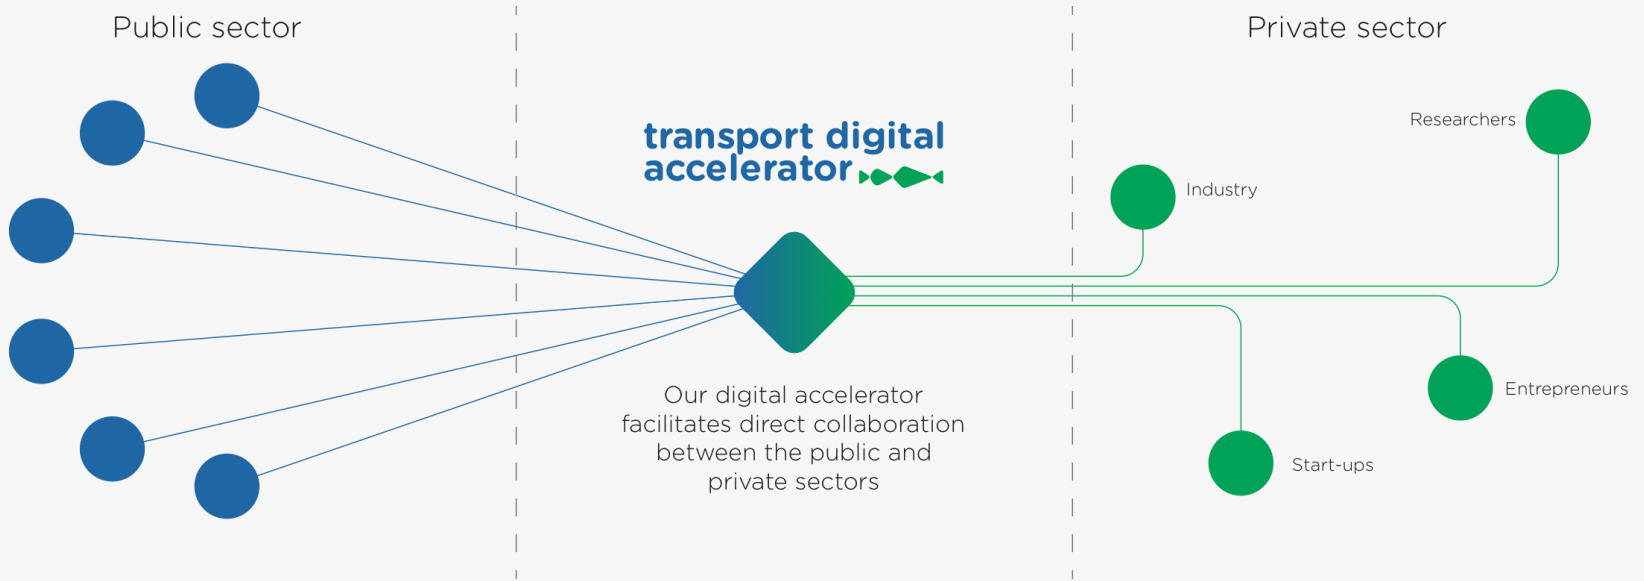 Public sector
transport digital
accelerator
Our digital accelerator
facilitates direct collaboration
between the public and
private sectors
Private sector
Researchers
Industry
Entrepreneurs
Start-ups